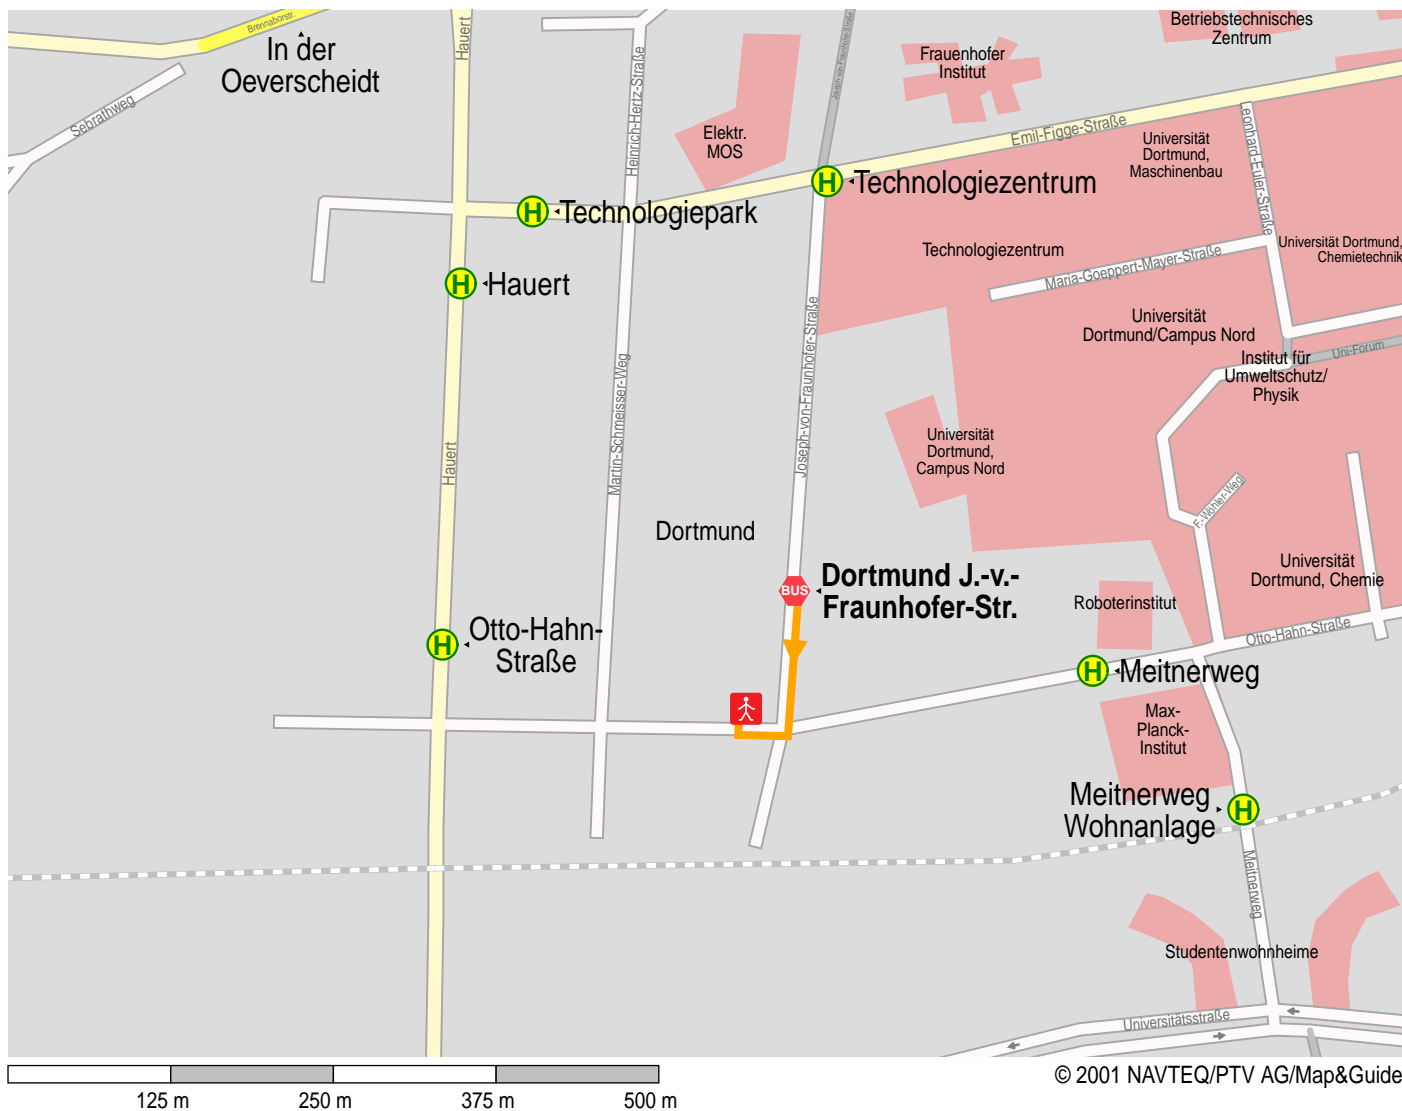 Brennaborstr.
In der
Oeverscheidt
Sebrathweg
Hauert
Heinrich-Hertz-Straße
Elektr.
MOS
Joseph-von-Fraunhofer-Straße
Frauenhofer
Institut
Betriebstechnisches
Zentrum
Emil-Figge-Straße
Universität
Dortmund,
Maschinenbau
Leonhard-Euler-Straße
H Technologiezentrum
H Technologiepark
Technologiezentrum
Maria-Goeppert-Mayer-Straße
Universität Dortmund,
Chemietechnik
H Hauert
Universität
Dortmund/Campus Nord
Uni-Forum
Institut für
Umweltschutz/
Physik
Joseph-von-Fraunhofer-Straße
Martin-Schmeisser-Weg
Hauert
Universität
Dortmund,
Campus Nord
F.-Wöhler-Weg
Dortmund
Universität
Dortmund, Chemie
BUS
Dortmund J.-v.-
Fraunhofer-Str.
Roboterinstitut
Otto-Hahn-Straße
H Otto-Hahn-
Straße
H Meitnerweg
Max-
Planck-
Institut
Meitnerweg
Wohnanlage
H
Meitnerweg
Studentenwohnheime
Universitätsstraße
© 2001 NAVTEQ/PTV AG/Map&Guide
125 m
250 m
375 m
500 m